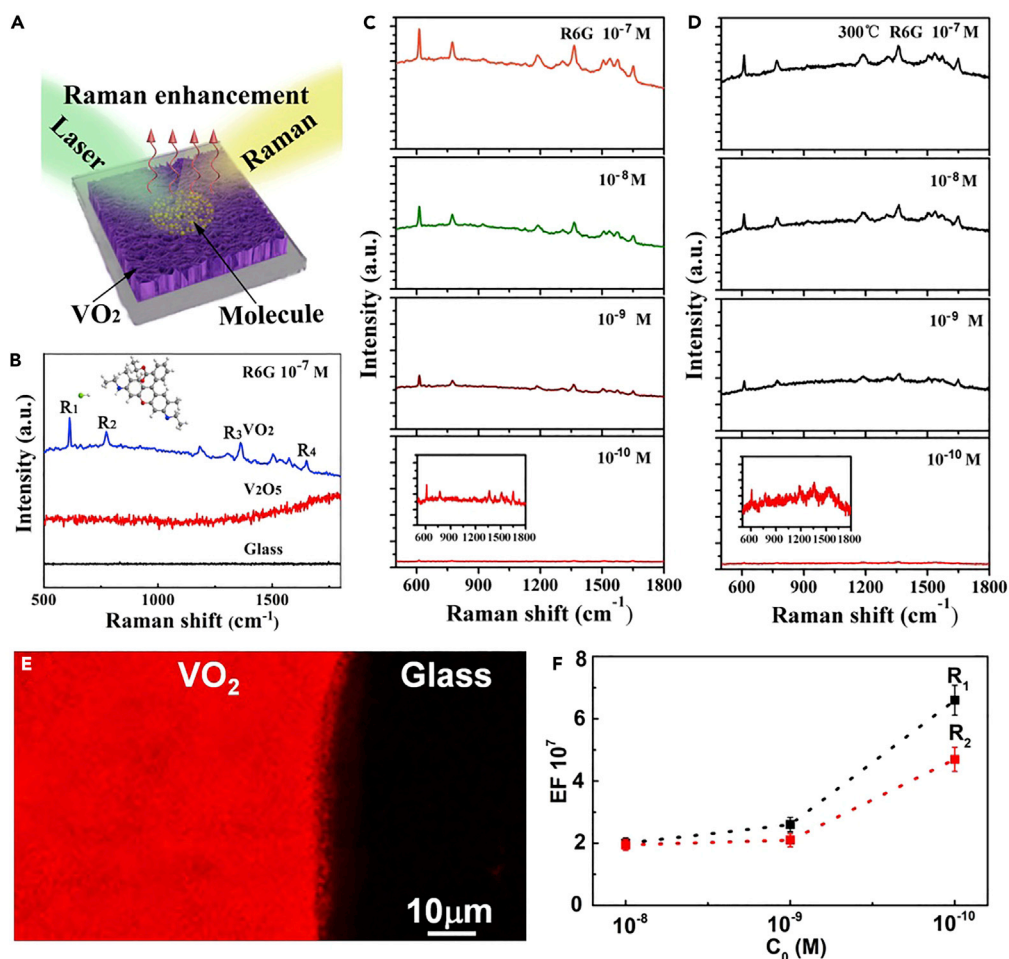 A
Raman enhancement
Laser
Raman
VO₂
Molecule
B
R6G 10⁻⁷ M
R₁
R₂
R₃
VO₂
R₄
V₂O₅
Glass
Intensity (a.u.)
500
1000
1500
Raman shift (cm⁻¹)
C
R6G 10⁻⁷ M
10⁻⁸ M
10⁻⁹ M
10⁻¹⁰ M
600 900 1200 1500 1800
Intensity (a.u.)
600 900 1200 1500 1800
Raman shift (cm⁻¹)
D
300℃ R6G 10⁻⁷ M
10⁻⁸ M
10⁻⁹ M
10⁻¹⁰ M
600 900 1200 1500 1800
Intensity (a.u.)
600 900 1200 1500 1800
Raman shift (cm⁻¹)
E
VO₂
Glass
10μm
F
R₁
R₂
EF 10⁷
8
6
4
2
0
10⁻⁸
10⁻⁹
10⁻¹⁰
C₀ (M)